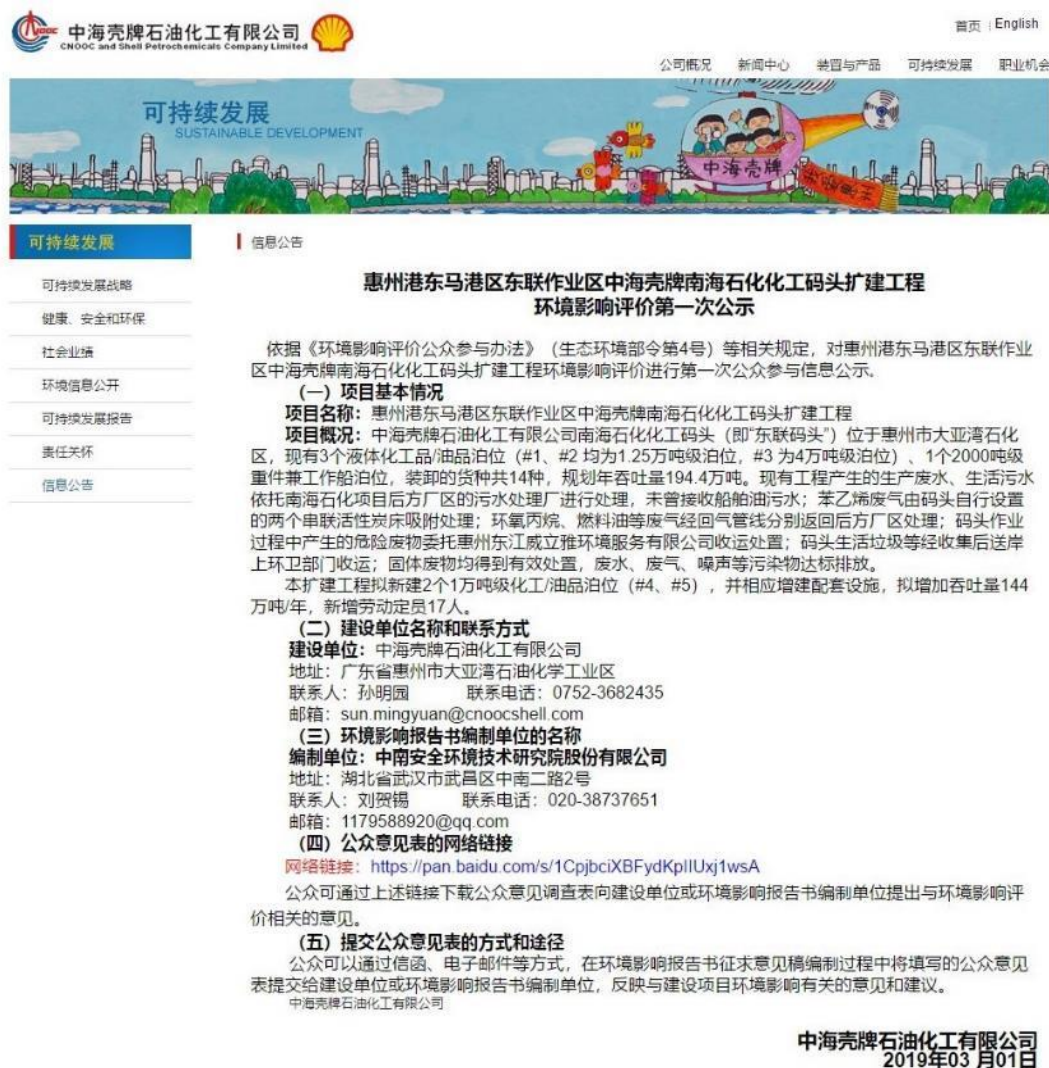 中海壳牌石油化工有限公司
CNOOC and Shell Petrochemicals Company Limited
首页 | English
公司概况 新闻中心 装置与产品 可持续发展 职业机会
可持续发展
SUSTAINABLE DEVELOPMENT
中海壳牌
可持续发展
可持续发展战略
健康、安全和环保
社会业绩
环境信息公开
可持续发展报告
责任关怀
信息公告
信息公告
惠州港东马港区东联作业区中海壳牌南海石化化工码头扩建工程
环境影响评价第一次公示
依据《环境影响评价公众参与办法》（生态环境部令第4号）等相关规定，对惠州港东马港区东联作业
区中海壳牌南海石化化工码头扩建工程环境影响评价进行第一次公众参与信息公示。
（一）项目基本情况
项目名称：惠州港东马港区东联作业区中海壳牌南海石化化工码头扩建工程
项目概况：中海壳牌石油化工有限公司南海石化化工码头（即“东联码头”）位于惠州市大亚湾石化
区，现有3个液体化工品/油品泊位（#1、#2 均为1.25万吨级泊位，#3 为4万吨级泊位）、1个2000吨级
重件兼工作船泊位，装卸的货种共14种，规划年吞吐量194.4万吨。现有工程产生的生产废水、生活污水
依托南海石化项目后方厂区的污水处理厂进行处理，未曾接收船舶油污水；苯乙烯废气由码头自行设置
的两个串联活性炭床吸附处理；环氧丙烷、燃料油等废气经回气管线分别返回后方厂区处理；码头作业
过程中产生的危险废物委托惠州东江威立雅环境服务有限公司收运处置；码头生活垃圾等经收集后送岸
上环卫部门收运；固体废物均得到有效处置，废水、废气、噪声等污染物达标排放。
本扩建工程拟新建2个1万吨级化工/油品泊位（#4、#5），并相应增建配套设施，拟增加吞吐量144
万吨/年，新增劳动定员17人。
（二）建设单位名称和联系方式
建设单位：中海壳牌石油化工有限公司
地址：广东省惠州市大亚湾石油化学工业区
联系人：孙明园 联系电话：0752-3682435
邮箱：sun.mingyuan@cnoocshell.com
（三）环境影响报告书编制单位的名称
编制单位：中南安全环境技术研究院股份有限公司
地址：湖北省武汉市武昌区中南二路2号
联系人：刘贺锡 联系电话：020-38737651
邮箱：1179588920@qq.com
（四）公众意见表的网络链接
网络链接：https://pan.baidu.com/s/1CpjbciXBFydKpIIUxj1wsA
公众可通过上述链接下载公众意见调查表向建设单位或环境影响报告书编制单位提出与环境影响评
价相关的意见。
（五）提交公众意见表的方式和途径
公众可以通过信函、电子邮件等方式，在环境影响报告书征求意见稿编制过程中将填写的公众意见
表提交给建设单位或环境影响报告书编制单位，反映与建设项目环境影响有关的意见和建议。
中海壳牌石油化工有限公司
中海壳牌石油化工有限公司
2019年03 月01日